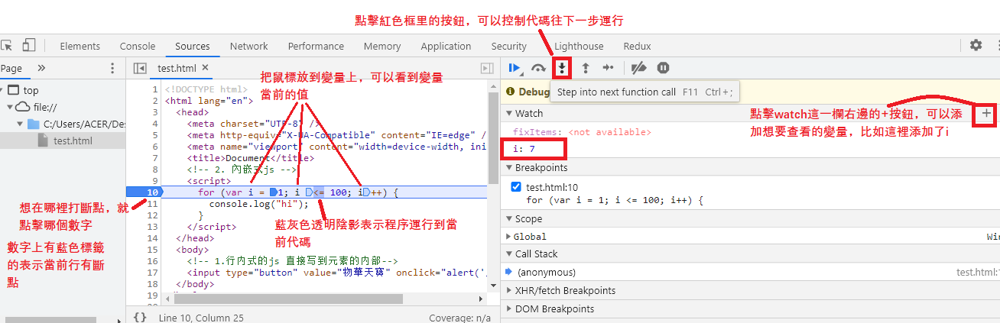 點擊紅色框里的按鈕，可以控制代碼往下一步運行
Elements Console Sources Network Performance Memory Application Security Lighthouse Redux
Page
top
file://
C:/Users/ACER/Des
test.html
想在哪裡打斷點，就
點擊哪個數字
數字上有藍色標籤
的表示當前行有斷
點
test.html ×
把鼠標放到變量上，可以看到變量
當前的值
1 <!DOCTYPE html>
2 <html lang="en">
3 <head>
4 <meta charset="UTF-8" />
5 <meta http-equiv="X-UA-Compatible" content="IE=edge" /
6 <meta name="viewport" content="width=device-width, ini
7 <title>Document</title>
8 <!-- 2. 內嵌式js -->
9 <script>
10 for (var i = 1; i <= 100; i++) {
11 console.log("hi");
12 }
13 </script>
14 </head>
15 <body>
16 <!-- 1.行内式的js 直接写到元素的内部-->
17 <input type="button" value="物華天寶" onclick="alert('
18 </body>
19
藍灰色透明陰影表示程序運行到當
前代碼
{} Line 10, Column 25
Coverage: n/a
Debug
Step into next function call F11 Ctrl+;
Watch
+
fixItems: <not available>
i: 7
點擊watch這一欄右邊的+按鈕，可以添
加想要查看的變量，比如這裡添加了i
Breakpoints
test.html:10
for (var i = 1; i <= 100; i++) {
Scope
Global Win
Call Stack
(anonymous) test.html:
XHR/fetch Breakpoints
DOM Breakpoints